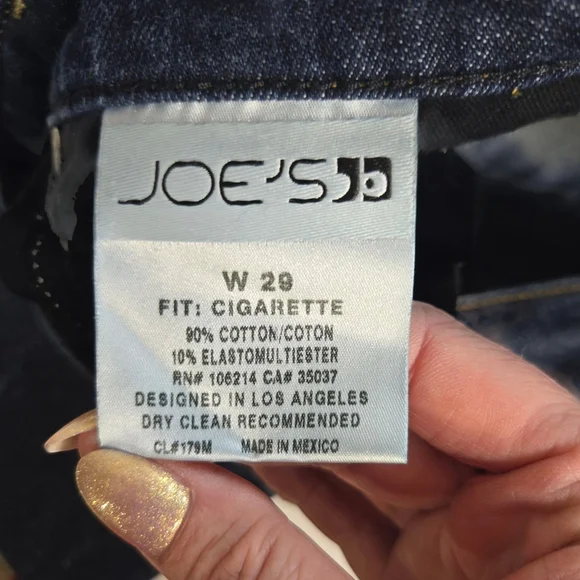 JOE'S
W 29
FIT: CIGARETTE
90% COTTON/COTON
10% ELASTOMULTIESTER
RN# 106214 CA# 35037
DESIGNED IN LOS ANGELES
DRY CLEAN RECOMMENDED
CL#179M MADE IN MEXICO